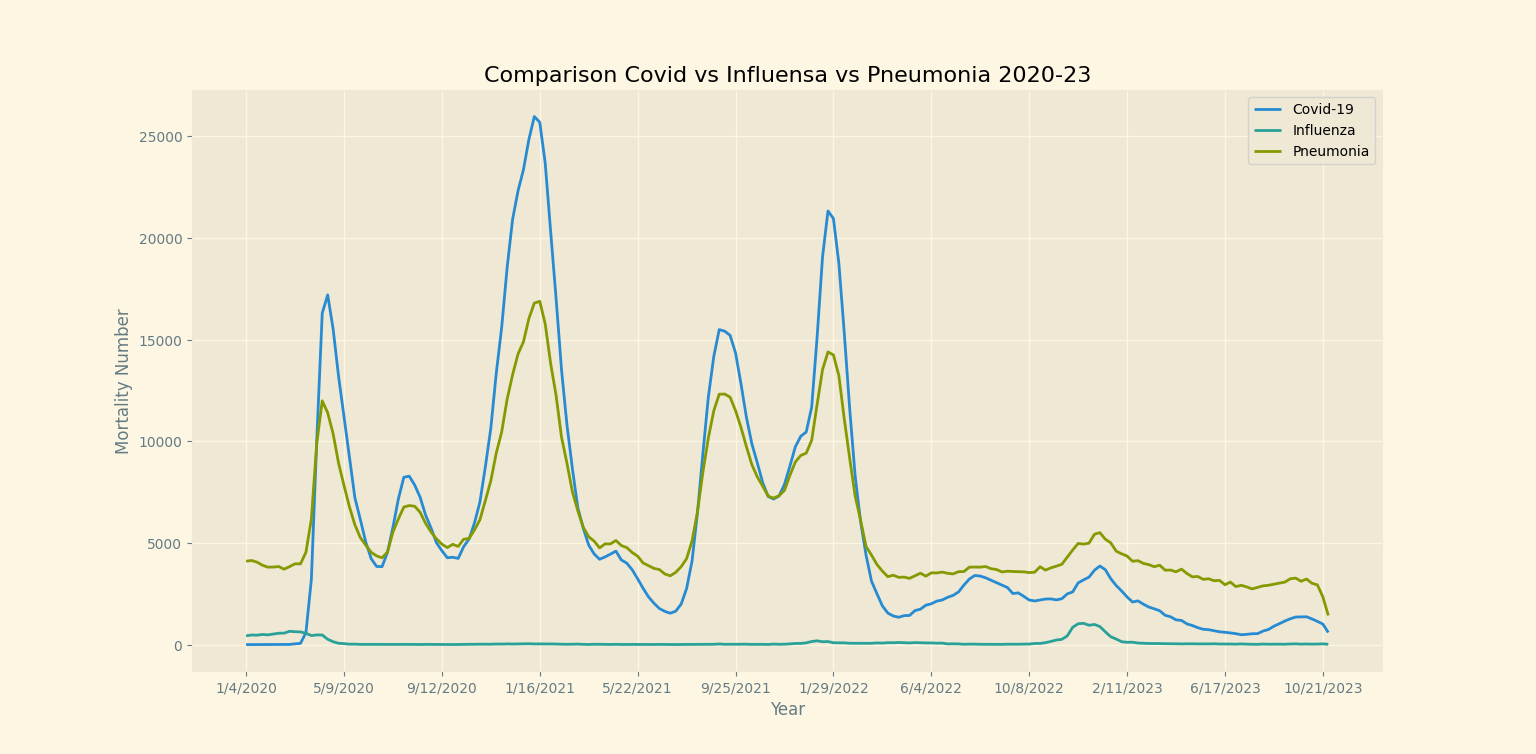 Comparison Covid vs Influensa vs Pneumonia 2020-23
Covid-19
Influenza
Pneumonia
25000
20000
15000
10000
5000
0
Mortality Number
1/4/2020 5/9/2020 9/12/2020 1/16/2021 5/22/2021 9/25/2021 1/29/2022 6/4/2022 10/8/2022 2/11/2023 6/17/2023 10/21/2023
Year